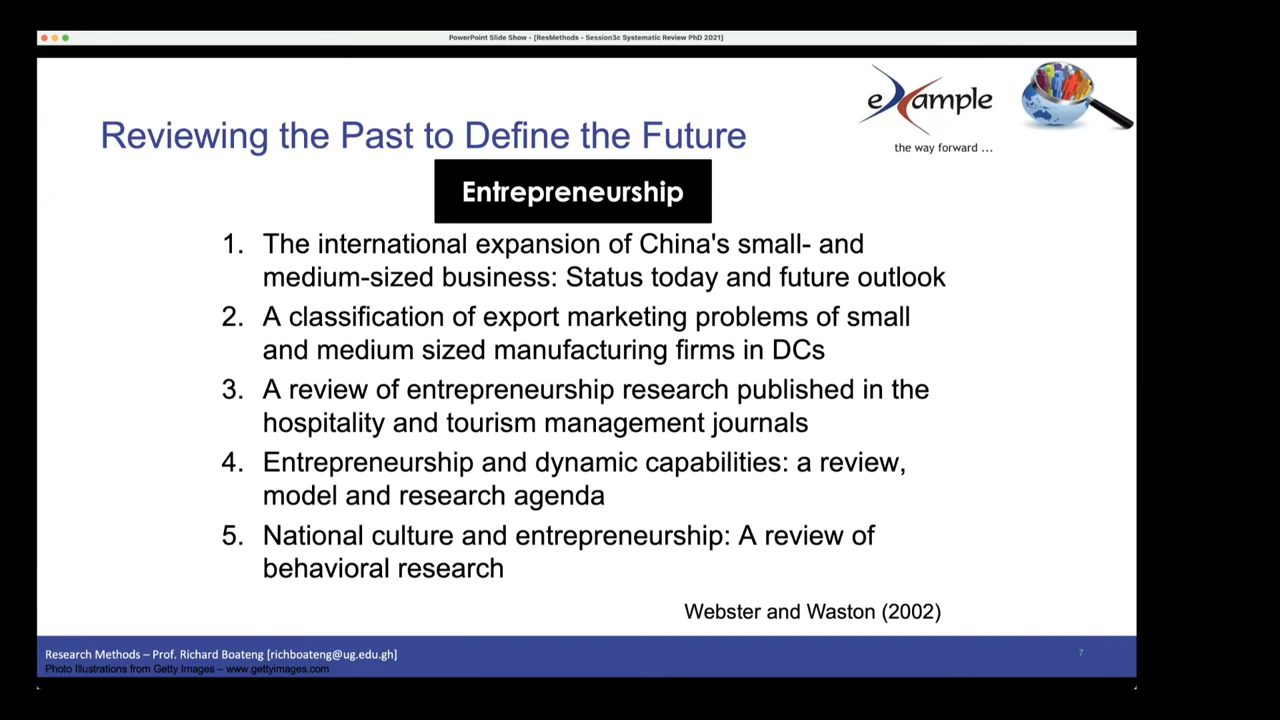 PowerPoint Slide Show - [ResMethods - Session3c Systematic Review PhD 2021]
eXample
the way forward ...
Reviewing the Past to Define the Future
Entrepreneurship
1. The international expansion of China's small- and
medium-sized business: Status today and future outlook
2. A classification of export marketing problems of small
and medium sized manufacturing firms in DCs
3. A review of entrepreneurship research published in the
hospitality and tourism management journals
4. Entrepreneurship and dynamic capabilities: a review,
model and research agenda
5. National culture and entrepreneurship: A review of
behavioral research
Webster and Waston (2002)
Research Methods – Prof. Richard Boateng [richboateng@ug.edu.gh]
Photo Illustrations from Getty Images – www.gettyimages.com
7